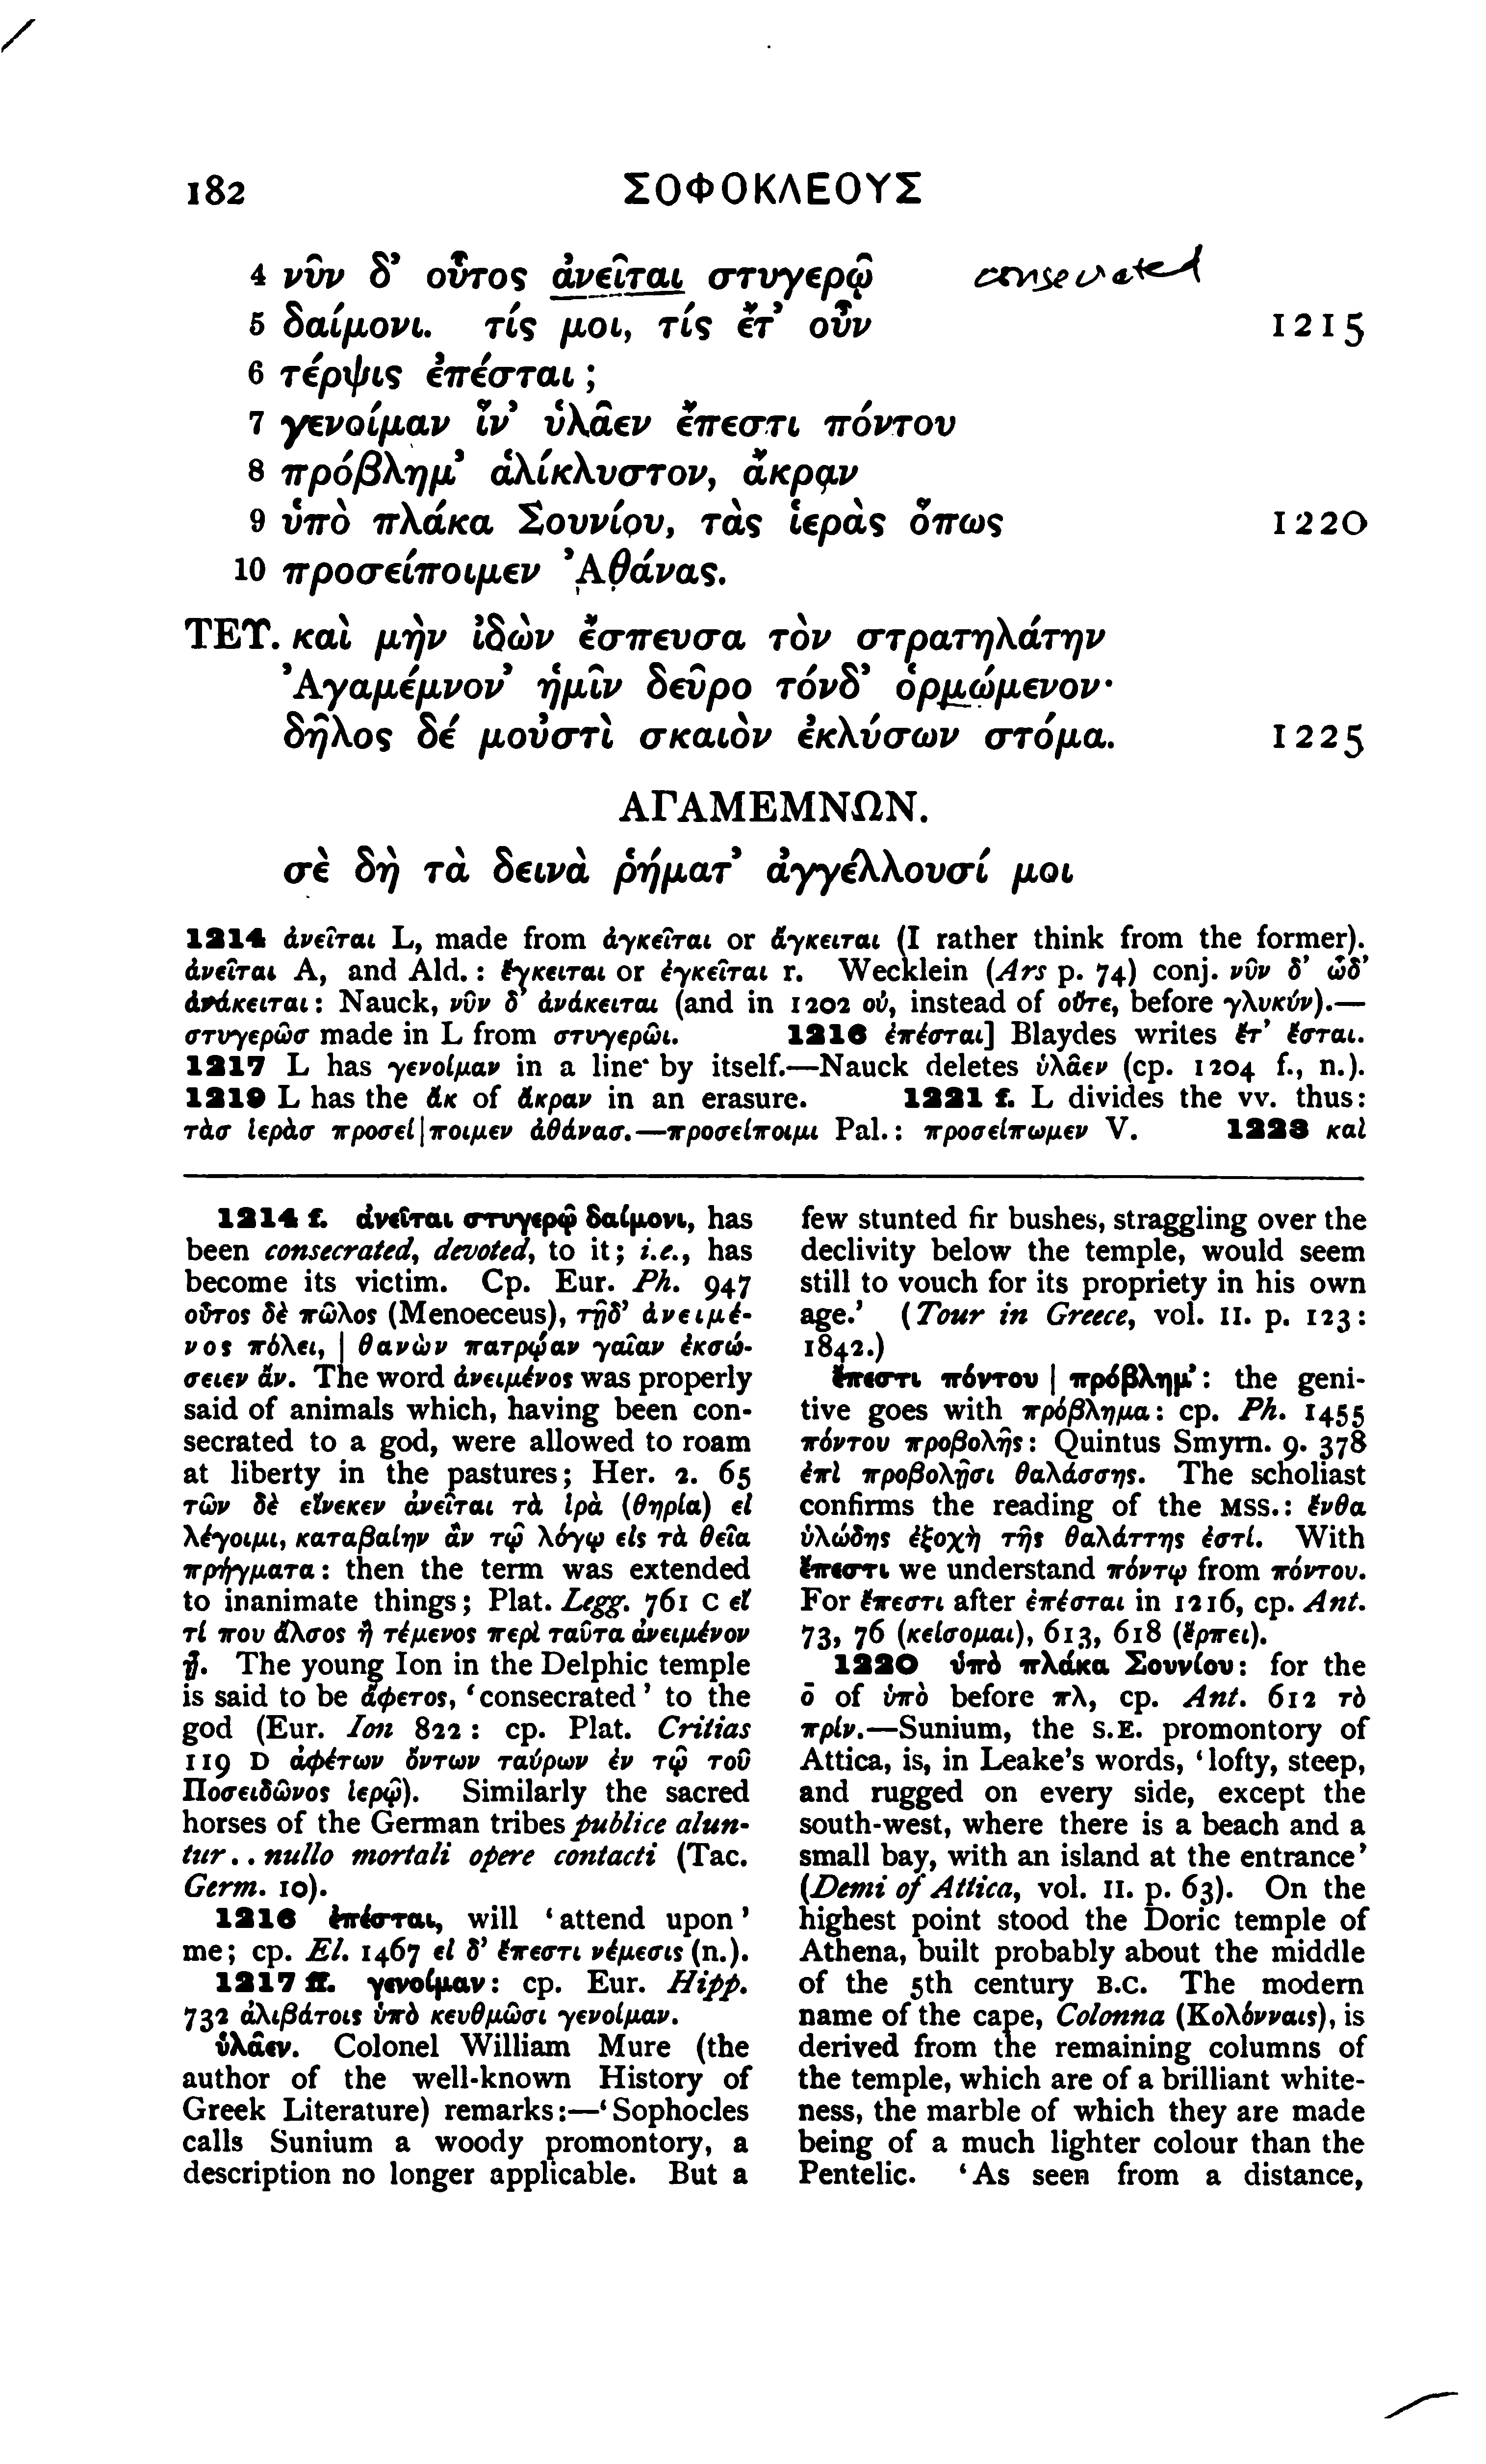 182 ΣΟΦΟΚΛΕΟΥΣ
4 νῦν δ’ οὗτος ἀνεῖται στυγερῷ consecrated
5 δαίμονι. τίς μοι, τίς ἔτ’ οὖν 1215
6 τέρψις ἐπέσται ;
7 γενοίμαν ἵν’ ὑλᾶεν ἔπεστι πόντου
8 πρόβλημ’ ἁλίκλυστον, ἄκραν
9 ὑπὸ πλάκα Σουνίου, τὰς ἱερὰς ὅπως 1220
10 προσείποιμεν Ἀθάνας.
ΤΕΥ. καὶ μὴν ἰδὼν ἔσπευσα τὸν στρατηλάτην
Ἀγαμέμνον’ ἡμῖν δεῦρο τόνδ’ ὁρμώμενον·
δῆλος δέ μοὐστὶ σκαιὸν ἐκλύσων στόμα. 1225
ΑΓΑΜΕΜΝΩΝ.
σὲ δὴ τὰ δεινὰ ῥήματ’ ἀγγέλλουσί μοι
1214 ἀνεῖται L, made from ἀγκεῖται or ἄγκειται (I rather think from the former).
ἀνεῖται A, and Ald.: ἔγκειται or ἐγκεῖται r. Wecklein (Ars p. 74) conj. νῦν δ’ ὧδ’
ἀνάκειται: Nauck, νῦν δ’ ἀνάκειται (and in 1202 οὐ, instead of οὔτε, before γλυκύν).—
στυγερῶσ made in L from στυγερῶι. 1216 ἐπέσται] Blaydes writes ἔτ’ ἔσται.
1217 L has γενοίμαν in a line by itself.—Nauck deletes ὑλᾶεν (cp. 1204 f., n.).
1219 L has the ἄκ of ἄκραν in an erasure. 1221 f. L divides the vv. thus:
τὰσ ἱερὰσ προσεί|ποιμεν ἀθάνασ.—προσείποιμι Pal.: προσείπωμεν V. 1223 καὶ
1214 f. ἀνεῖται στυγερῷ δαίμονι, has
been consecrated, devoted, to it; i.e., has
become its victim. Cp. Eur. Ph. 947
οὗτος δὲ πῶλος (Menoeceus), τῇδ’ ἀνειμέ-
νος πόλει, | θανὼν πατρῴαν γαῖαν ἐκσώ-
σειεν ἄν. The word ἀνειμένος was properly
said of animals which, having been con-
secrated to a god, were allowed to roam
at liberty in the pastures; Her. 2. 65
τῶν δὲ εἵνεκεν ἀνεῖται τὰ ἱρὰ (θηρία) εἰ
λέγοιμι, καταβαίην ἂν τῷ λόγῳ εἰς τὰ θεῖα
πρήγματα: then the term was extended
to inanimate things; Plat. Legg. 761 C εἴ
τί που ἄλσος ἢ τέμενος περὶ ταῦτα ἀνειμένον
ᾖ. The young Ion in the Delphic temple
is said to be ἄφετος, ‘consecrated’ to the
god (Eur. Ion 822: cp. Plat. Critias
119 D ἀφέτων ὄντων ταύρων ἐν τῷ τοῦ
Ποσειδῶνος ἱερῷ). Similarly the sacred
horses of the German tribes publice alun-
tur.. nullo mortali opere contacti (Tac.
Germ. 10).
1216 ἐπέσται, will ‘attend upon’
me; cp. El. 1467 εἰ δ’ ἔπεστι νέμεσις (n.).
1217 ff. γενοίμαν: cp. Eur. Hipp.
732 ἀλιβάτοις ὑπὸ κευθμῶσι γενοίμαν.
ὑλᾶεν. Colonel William Mure (the
author of the well-known History of
Greek Literature) remarks:—‘Sophocles
calls Sunium a woody promontory, a
description no longer applicable. But a
few stunted fir bushes, straggling over the
declivity below the temple, would seem
still to vouch for its propriety in his own
age.’ (Tour in Greece, vol. II. p. 123:
1842.)
ἔπεστι πόντου | πρόβλημ’: the geni-
tive goes with πρόβλημα: cp. Ph. 1455
πόντου προβολῆς: Quintus Smyrn. 9. 378
ἐπὶ προβολῇσι θαλάσσης. The scholiast
confirms the reading of the MSS.: ἔνθα
ὑλώδης ἐξοχὴ τῆς θαλάττης ἐστί. With
ἔπεστι we understand πόντῳ from πόντου.
For ἔπεστι after ἐπέσται in 1216, cp. Ant.
73, 76 (κείσομαι), 613, 618 (ἕρπει).
1220 ὑπὸ πλάκα Σουνίου: for the
ō of ὑπὸ before πλ, cp. Ant. 612 τὸ
πρίν.—Sunium, the S.E. promontory of
Attica, is, in Leake’s words, ‘lofty, steep,
and rugged on every side, except the
south-west, where there is a beach and a
small bay, with an island at the entrance’
(Demi of Attica, vol. II. p. 63). On the
highest point stood the Doric temple of
Athena, built probably about the middle
of the 5th century B.C. The modern
name of the cape, Colonna (Κολόνναις), is
derived from the remaining columns of
the temple, which are of a brilliant white-
ness, the marble of which they are made
being of a much lighter colour than the
Pentelic. ‘As seen from a distance,